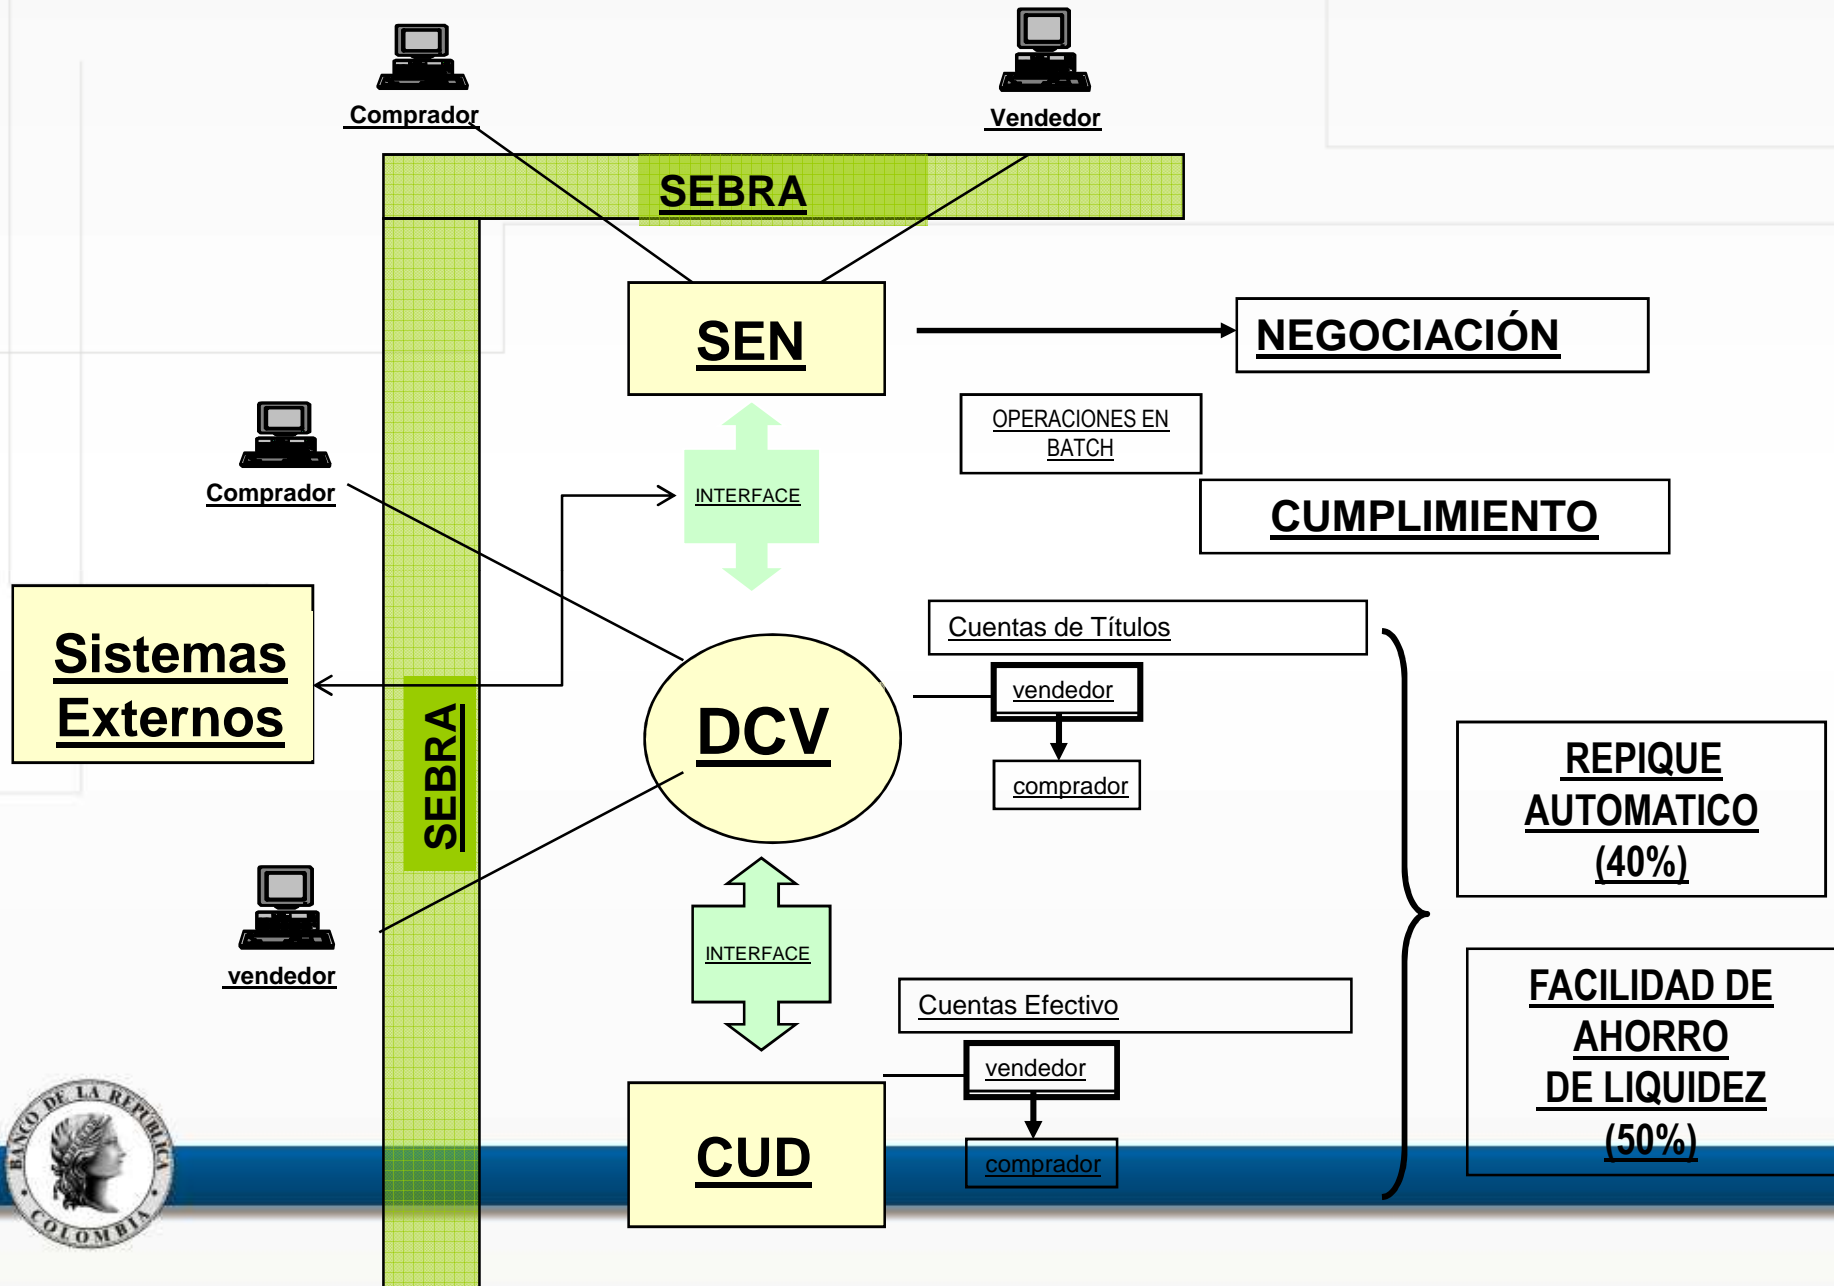 Comprador
Vendedor
SEBRA
SEN
NEGOCIACIÓN
OPERACIONES EN
BATCH
Comprador
INTERFACE
CUMPLIMIENTO
Sistemas
Externos
SEBRA
Cuentas de Títulos
DCV
vendedor
comprador
REPIQUE
AUTOMATICO
(40%)
vendedor
INTERFACE
Cuentas Efectivo
FACILIDAD DE
AHORRO
DE LIQUIDEZ
(50%)
vendedor
CUD
comprador
BANCO DE LA REPÚBLICA
COLOMBIA